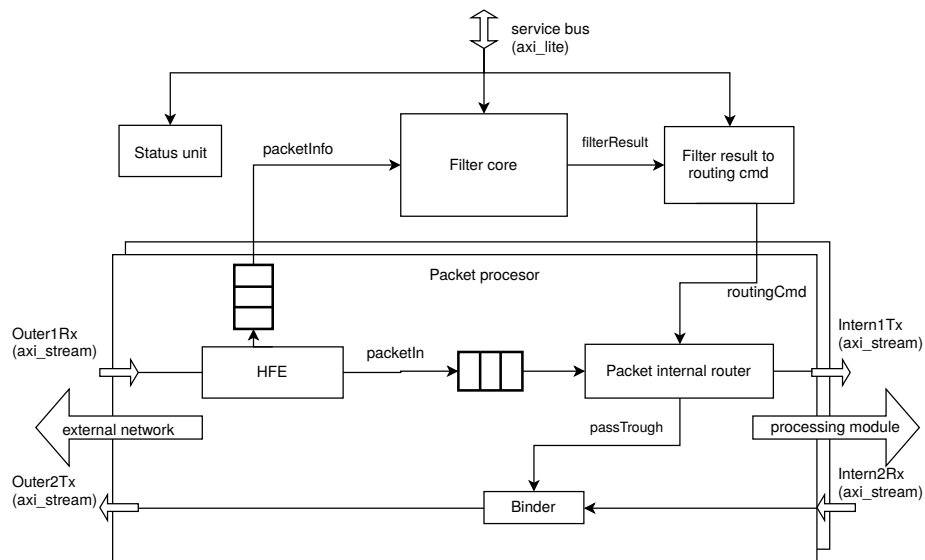 service bus
(axi_lite)
Status unit
packetInfo
Filter core
filterResult
Filter result to
routing cmd
Packet procesor
routingCmd
Outer1Rx
(axi_stream)
HFE
packetIn
Packet internal router
Intern1Tx
(axi_stream)
external network
passTrough
processing module
Outer2Tx
(axi_stream)
Binder
Intern2Rx
(axi_stream)